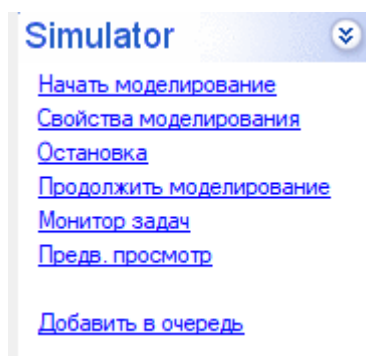 Simulator
Начать моделирование
Свойства моделирования
Остановка
Продолжить моделирование
Монитор задач
Предв. просмотр
Добавить в очередь